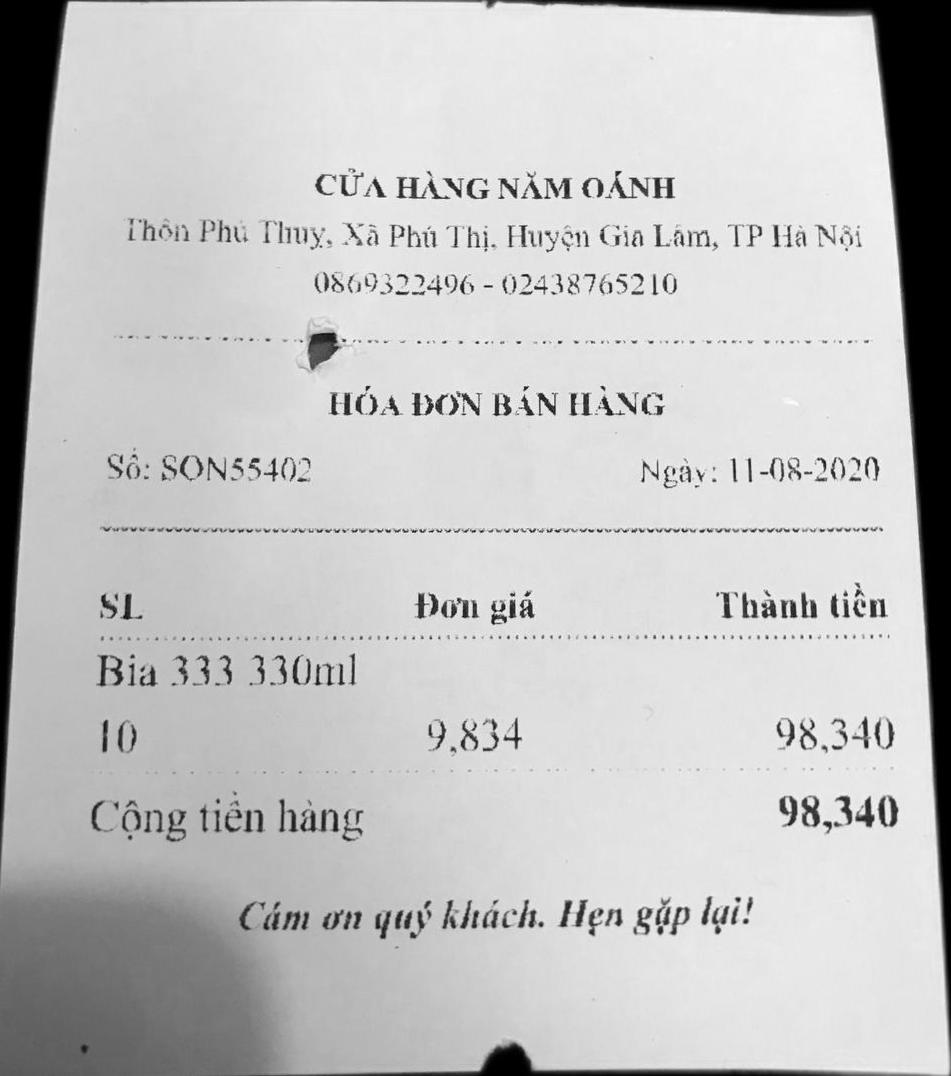 CỬA HÀNG NĂM OÁNH
Thôn Phú Thuỵ, Xã Phú Thị, Huyện Gia Lâm, TP Hà Nội
0869322496 - 02438765210
HÓA ĐƠN BÁN HÀNG
Số: SON55402 Ngày: 11-08-2020
SL Đơn giá Thành tiền
Bia 333 330ml
10 9,834 98,340
Cộng tiền hàng 98,340
Cám ơn quý khách. Hẹn gặp lại!